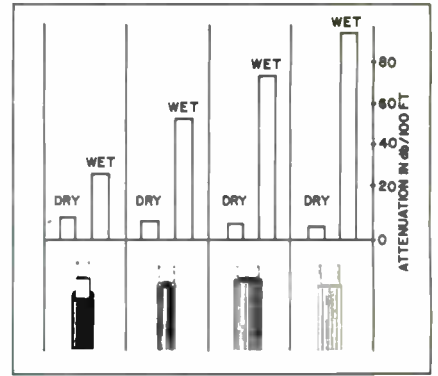 WET
WET
WET
WET
DRY
DRY
DRY
DRY
80
60
40
20
0
ATTENUATION IN db/100 FT